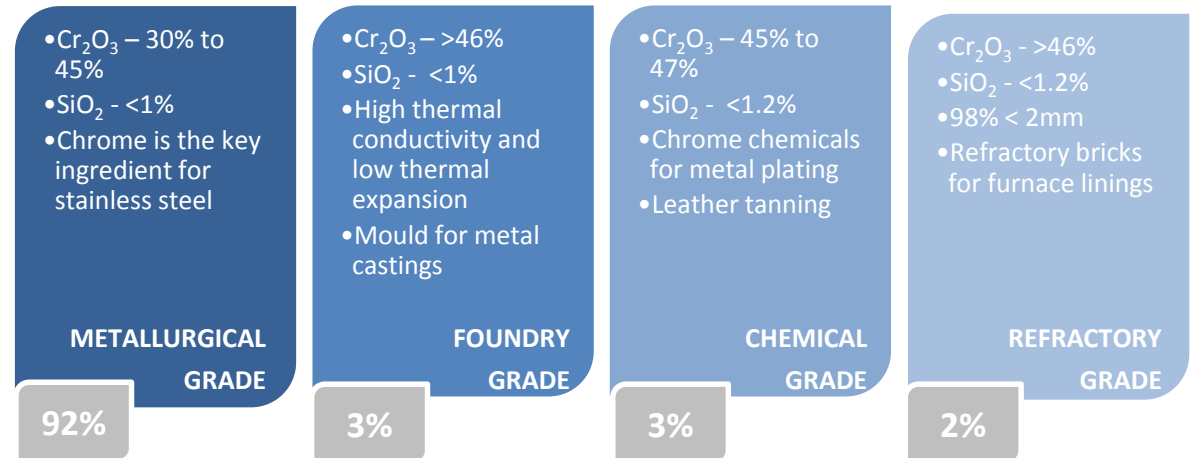 •Cr₂O₃ – 30% to
45%
•SiO₂ - <1%
•Chrome is the key
ingredient for
stainless steel
METALLURGICAL
GRADE
92%
•Cr₂O₃ – >46%
•SiO₂ - <1%
•High thermal
conductivity and
low thermal
expansion
•Mould for metal
castings
FOUNDRY
GRADE
3%
•Cr₂O₃ – 45% to
47%
•SiO₂ - <1.2%
•Chrome chemicals
for metal plating
•Leather tanning
CHEMICAL
GRADE
3%
•Cr₂O₃ - >46%
•SiO₂ - <1.2%
•98% < 2mm
•Refractory bricks
for furnace linings
REFRACTORY
GRADE
2%